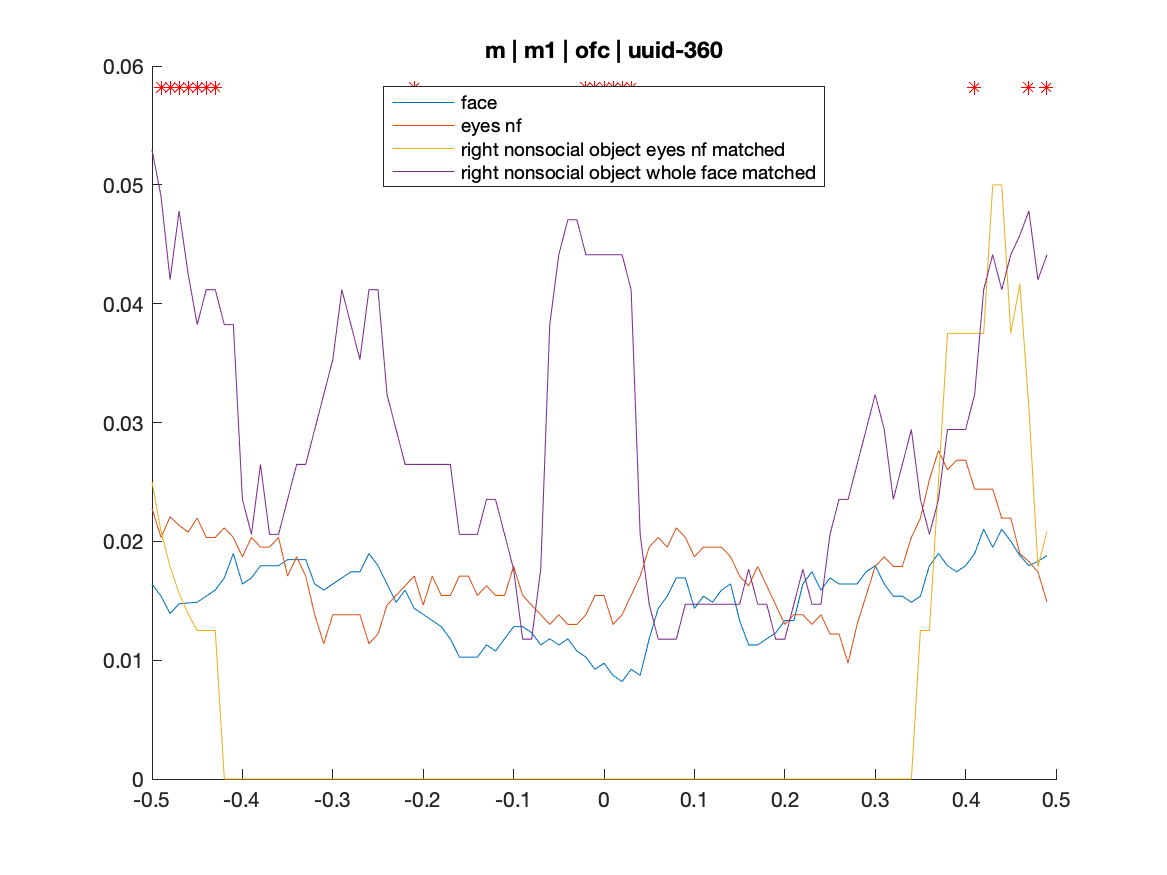 m | m1 | ofc | uuid-360
0.06
0.05
0.04
0.03
0.02
0.01
0
face
eyes nf
right nonsocial object eyes nf matched
right nonsocial object whole face matched
-0.5 -0.4 -0.3 -0.2 -0.1 0 0.1 0.2 0.3 0.4 0.5